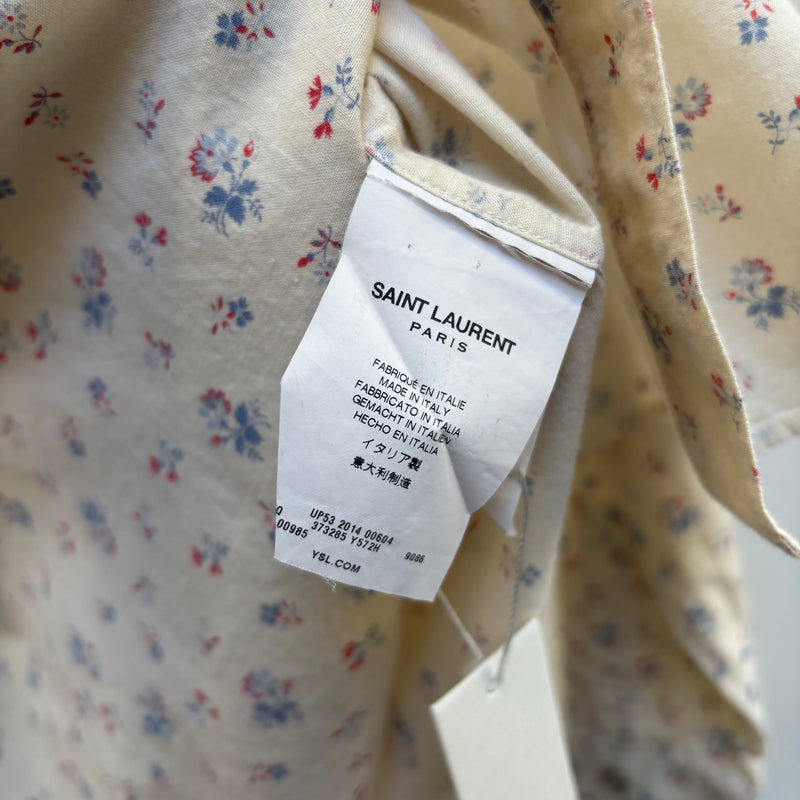 SAINT LAURENT
PARIS
FABRIQUÉ EN ITALIE
MADE IN ITALY
FABBRICATO IN ITALIA
GEMACHT IN ITALIEN
HECHO EN ITALIA
イタリア製
意大利制造
UP53 2014 00604
00985 373285 Y572H 9086
YSL.COM